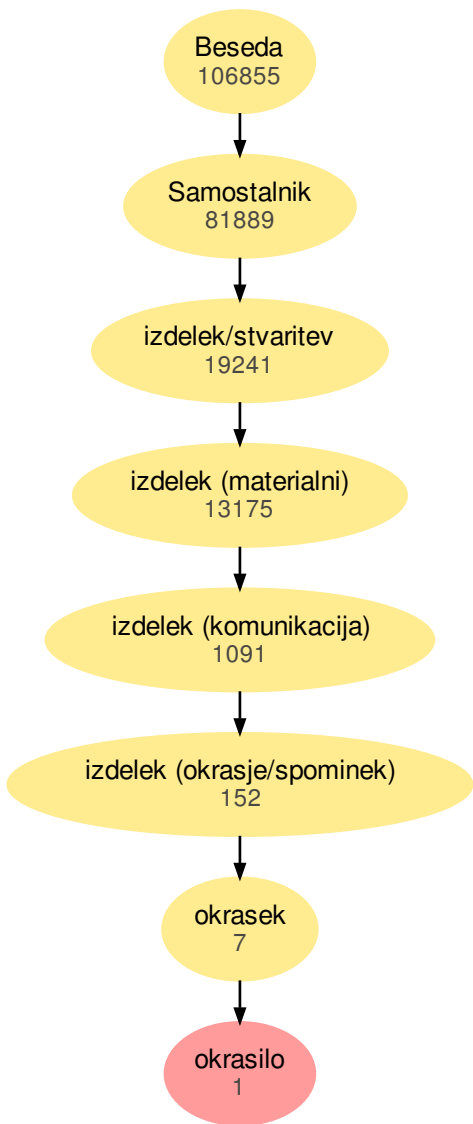 Beseda
106855
Samostalnik
81889
izdelek/stvaritev
19241
izdelek (materialni)
13175
izdelek (komunikacija)
1091
izdelek (okrasje/spominek)
152
okrasek
7
okrasilo
1